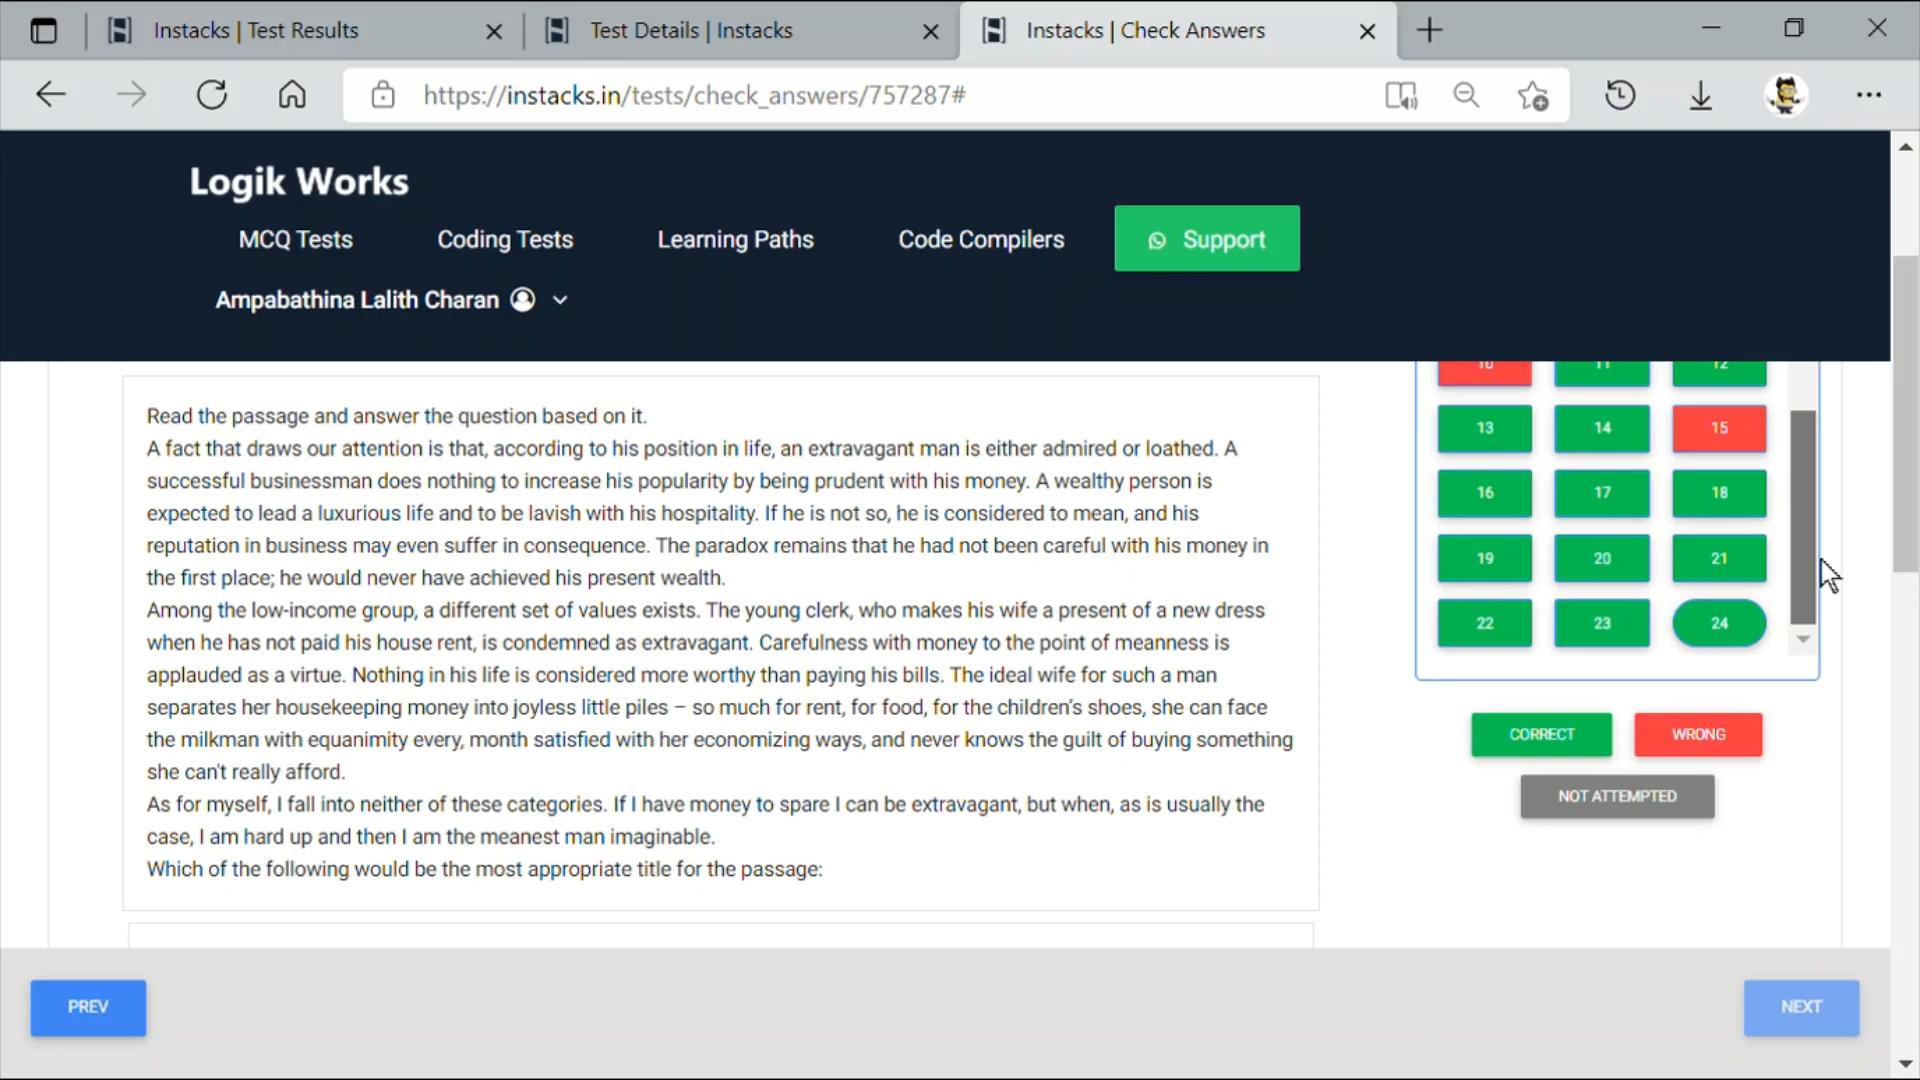 Instacks | Test Results
Test Details | Instacks
Instacks | Check Answers
https://instacks.in/tests/check_answers/757287#
Logik Works
MCQ Tests
Coding Tests
Learning Paths
Code Compilers
Support
Ampabathina Lalith Charan
Read the passage and answer the question based on it.
A fact that draws our attention is that, according to his position in life, an extravagant man is either admired or loathed. A
successful businessman does nothing to increase his popularity by being prudent with his money. A wealthy person is
expected to lead a luxurious life and to be lavish with his hospitality. If he is not so, he is considered to mean, and his
reputation in business may even suffer in consequence. The paradox remains that he had not been careful with his money in
the first place; he would never have achieved his present wealth.
Among the low-income group, a different set of values exists. The young clerk, who makes his wife a present of a new dress
when he has not paid his house rent, is condemned as extravagant. Carefulness with money to the point of meanness is
applauded as a virtue. Nothing in his life is considered more worthy than paying his bills. The ideal wife for such a man
separates her housekeeping money into joyless little piles – so much for rent, for food, for the children's shoes, she can face
the milkman with equanimity every, month satisfied with her economizing ways, and never knows the guilt of buying something
she can't really afford.
As for myself, I fall into neither of these categories. If I have money to spare I can be extravagant, but when, as is usually the
case, I am hard up and then I am the meanest man imaginable.
Which of the following would be the most appropriate title for the passage:
10 11 12
13 14 15
16 17 18
19 20 21
22 23 24
CORRECT WRONG
NOT ATTEMPTED
PREV
NEXT